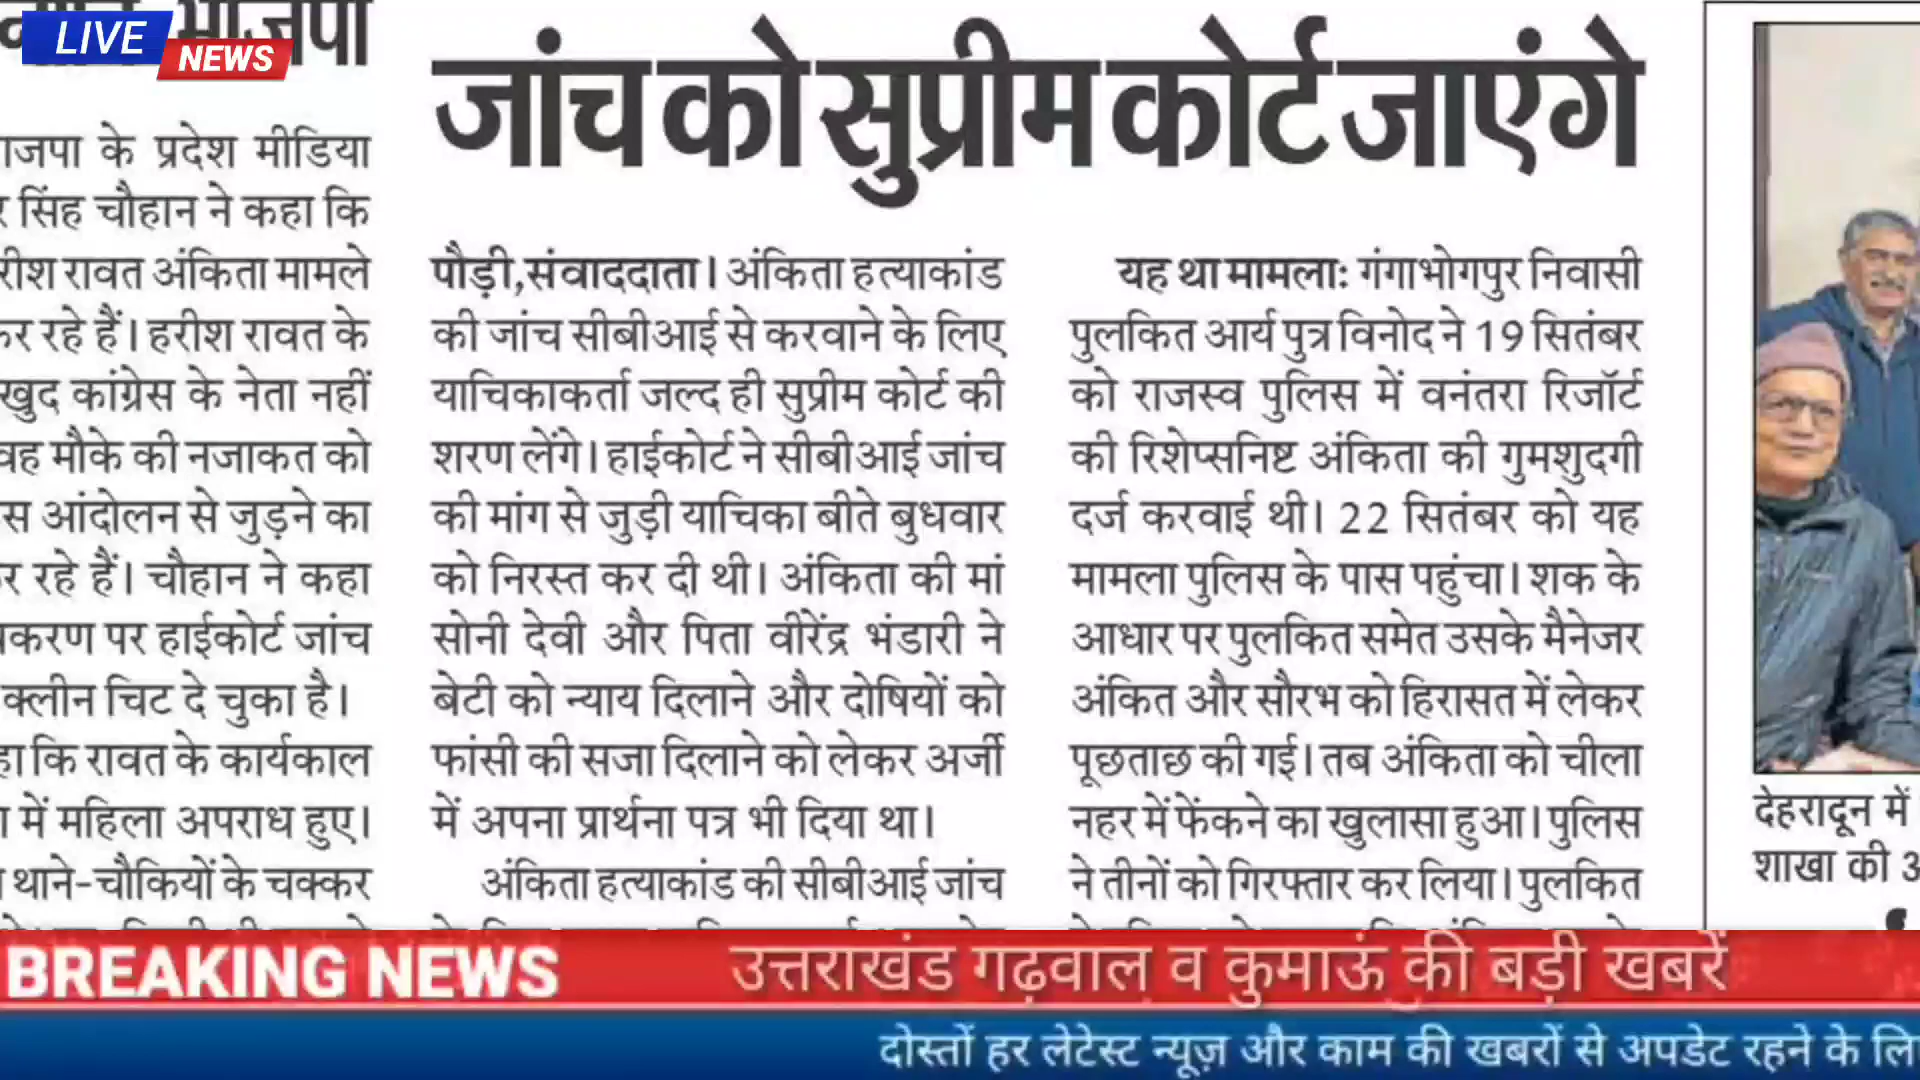 LIVE
NEWS
भाजपा
के प्रदेश मीडिया
सिंह चौहान ने कहा कि
रावत अंकिता मामले
रहे हैं। हरीश रावत के
खुद कांग्रेस के नेता नहीं
वह मौके की नजाकत को
आंदोलन से जुड़ने का
रहे हैं। चौहान ने कहा
पर हाईकोर्ट जांच
क्लीन चिट दे चुका है।
कि रावत के कार्यकाल
में महिला अपराध हुए।
थाने-चौकियों के चक्कर
जांच को सुप्रीम कोर्ट जाएंगे
पौड़ी,संवाददाता। अंकिता हत्याकांड
की जांच सीबीआई से करवाने के लिए
याचिकाकर्ता जल्द ही सुप्रीम कोर्ट की
शरण लेंगे। हाईकोर्ट ने सीबीआई जांच
की मांग से जुड़ी याचिका बीते बुधवार
को निरस्त कर दी थी। अंकिता की मां
सोनी देवी और पिता वीरेंद्र भंडारी ने
बेटी को न्याय दिलाने और दोषियों को
फांसी की सजा दिलाने को लेकर अर्जी
में अपना प्रार्थना पत्र भी दिया था।
अंकिता हत्याकांड की सीबीआई जांच
यह था मामला: गंगाभोगपुर निवासी
पुलकित आर्य पुत्र विनोद ने 19 सितंबर
को राजस्व पुलिस में वनंतरा रिजॉर्ट
की रिशेप्सनिष्ट अंकिता की गुमशुदगी
दर्ज करवाई थी। 22 सितंबर को यह
मामला पुलिस के पास पहुंचा। शक के
आधार पर पुलकित समेत उसके मैनेजर
अंकित और सौरभ को हिरासत में लेकर
पूछताछ की गई। तब अंकिता को चीला
नहर में फेंकने का खुलासा हुआ। पुलिस
ने तीनों को गिरफ्तार कर लिया। पुलकित
देहरादून में
शाखा की
BREAKING NEWS
उत्तराखंड गढ़वाल व कुमाऊं की बड़ी खबरें
दोस्तों हर लेटेस्ट न्यूज़ और काम की खबरों से अपडेट रहने के